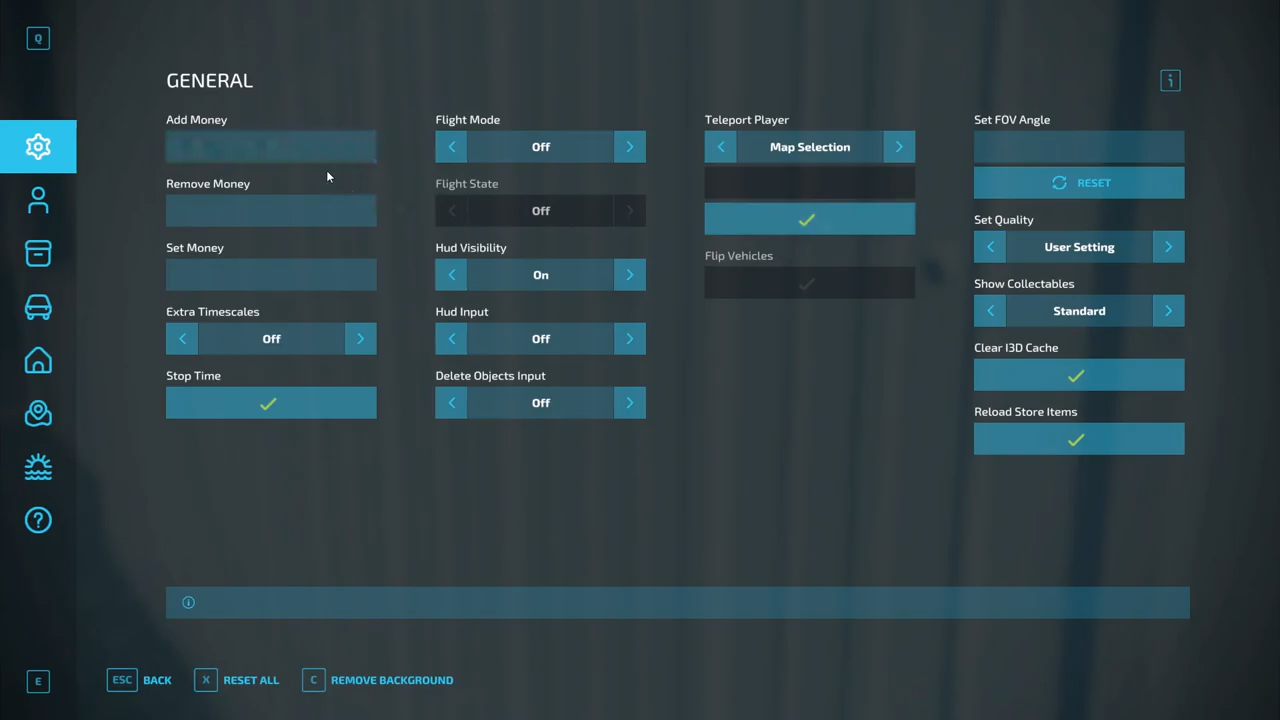 Q
GENERAL
Add Money
Remove Money
Set Money
Extra Timescales
Off
Stop Time
Flight Mode
Off
Flight State
Off
Hud Visibility
On
Hud Input
Off
Delete Objects Input
Off
Teleport Player
Map Selection
Flip Vehicles
Set FOV Angle
RESET
Set Quality
User Setting
Show Collectables
Standard
Clear I3D Cache
Reload Store Items
E
ESC BACK X RESET ALL C REMOVE BACKGROUND